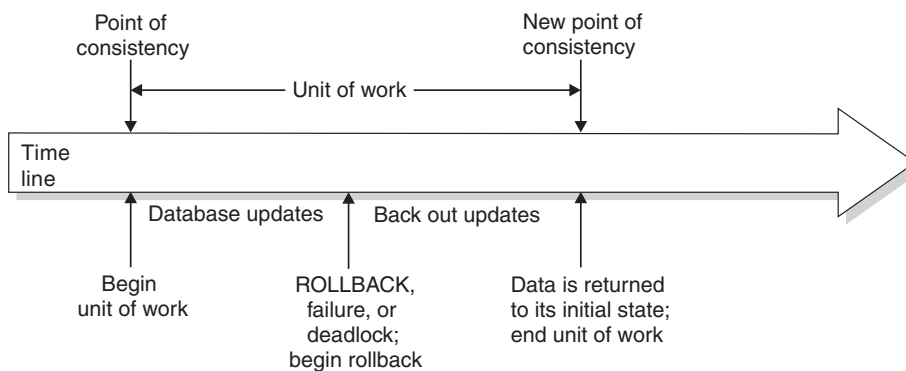 Point of
consistency
New point of
consistency
Unit of work
Time
line
Database updates
Back out updates
Begin
unit of work
ROLLBACK,
failure, or
deadlock;
begin rollback
Data is returned
to its initial state;
end unit of work